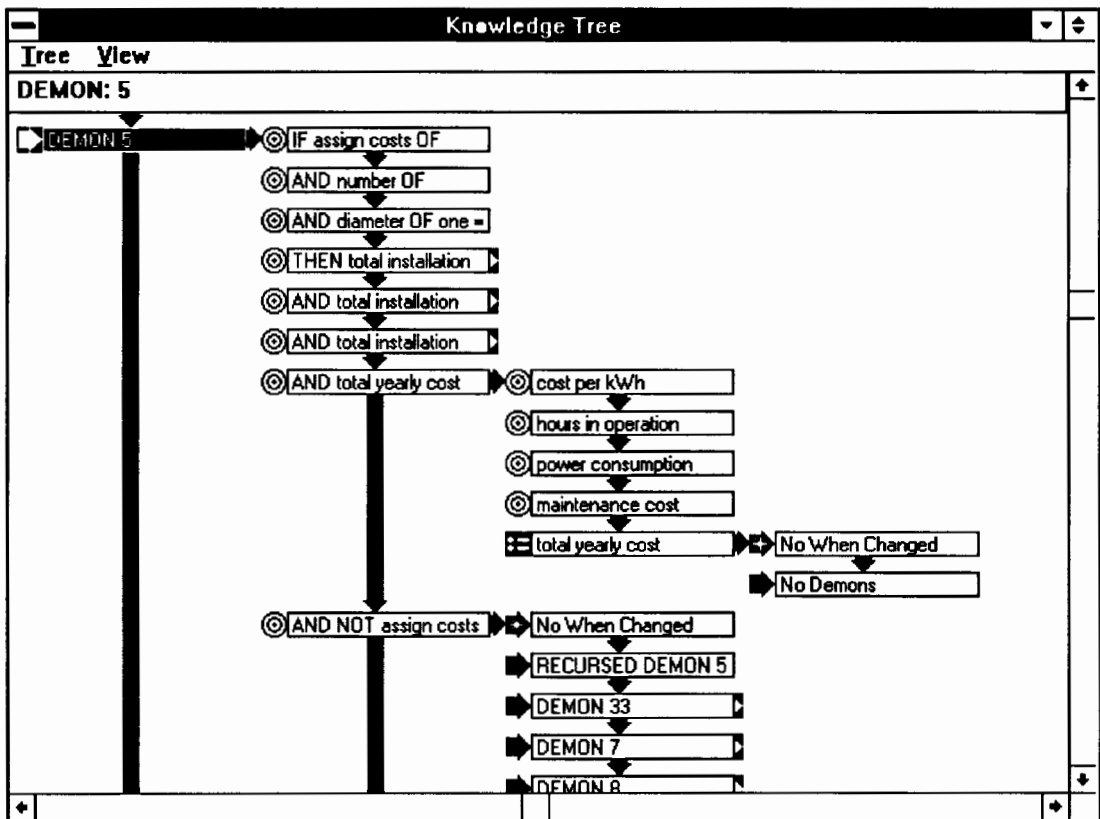 Knowledge Tree
Tree View
DEMON: 5
DEMON 5
IF assign costs OF
AND number OF
AND diameter OF one =
THEN total installation
AND total installation
AND total installation
AND total yearly cost
cost per kWh
hours in operation
power consumption
maintenance cost
total yearly cost
No When Changed
No Demons
AND NOT assign costs
No When Changed
RECURSED DEMON 5
DEMON 33
DEMON 7
DEMON 8